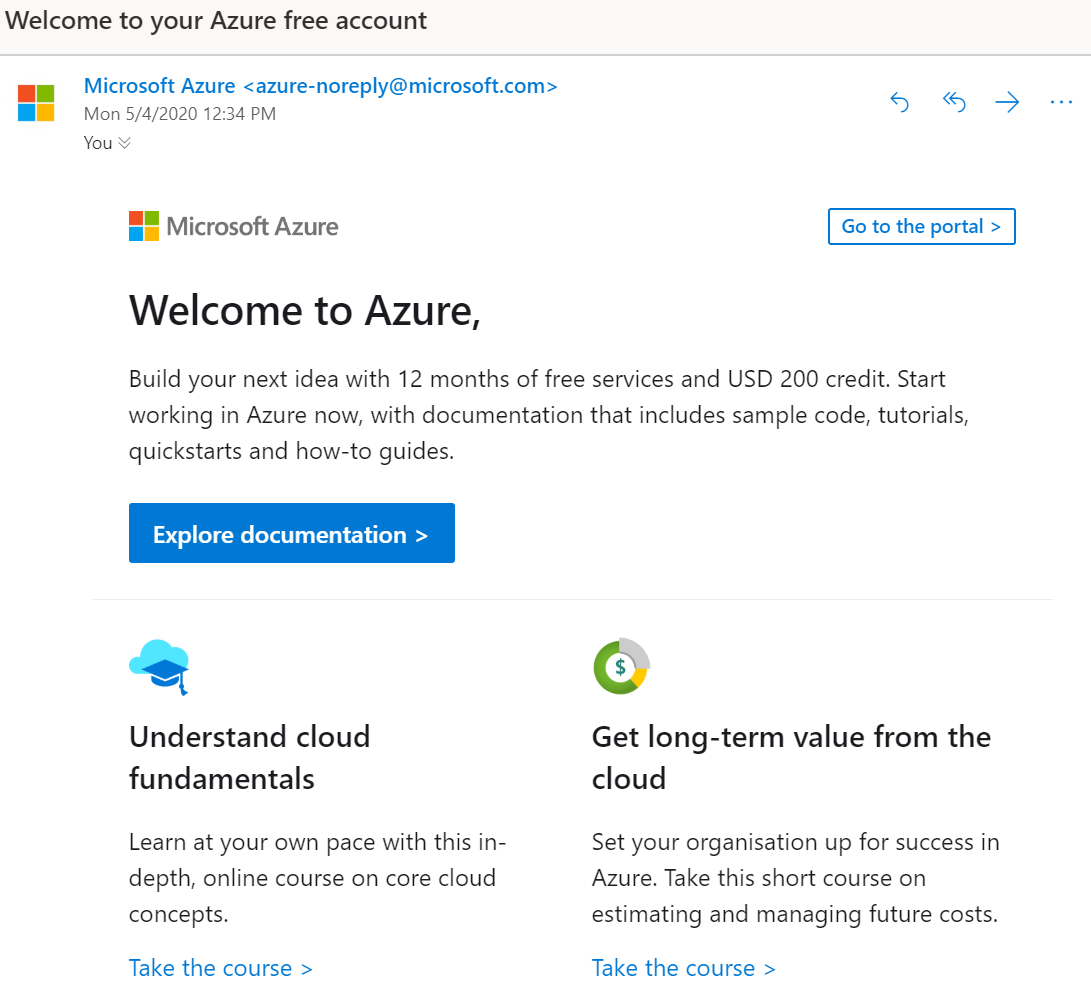 Welcome to your Azure free account
Microsoft Azure <azure-noreply@microsoft.com>
Mon 5/4/2020 12:34 PM
You
Microsoft Azure
Go to the portal >
Welcome to Azure,
Build your next idea with 12 months of free services and USD 200 credit. Start
working in Azure now, with documentation that includes sample code, tutorials,
quickstarts and how-to guides.
Explore documentation >
$
Understand cloud
fundamentals
Learn at your own pace with this in-
depth, online course on core cloud
concepts.
Take the course >
Get long-term value from the
cloud
Set your organisation up for success in
Azure. Take this short course on
estimating and managing future costs.
Take the course >